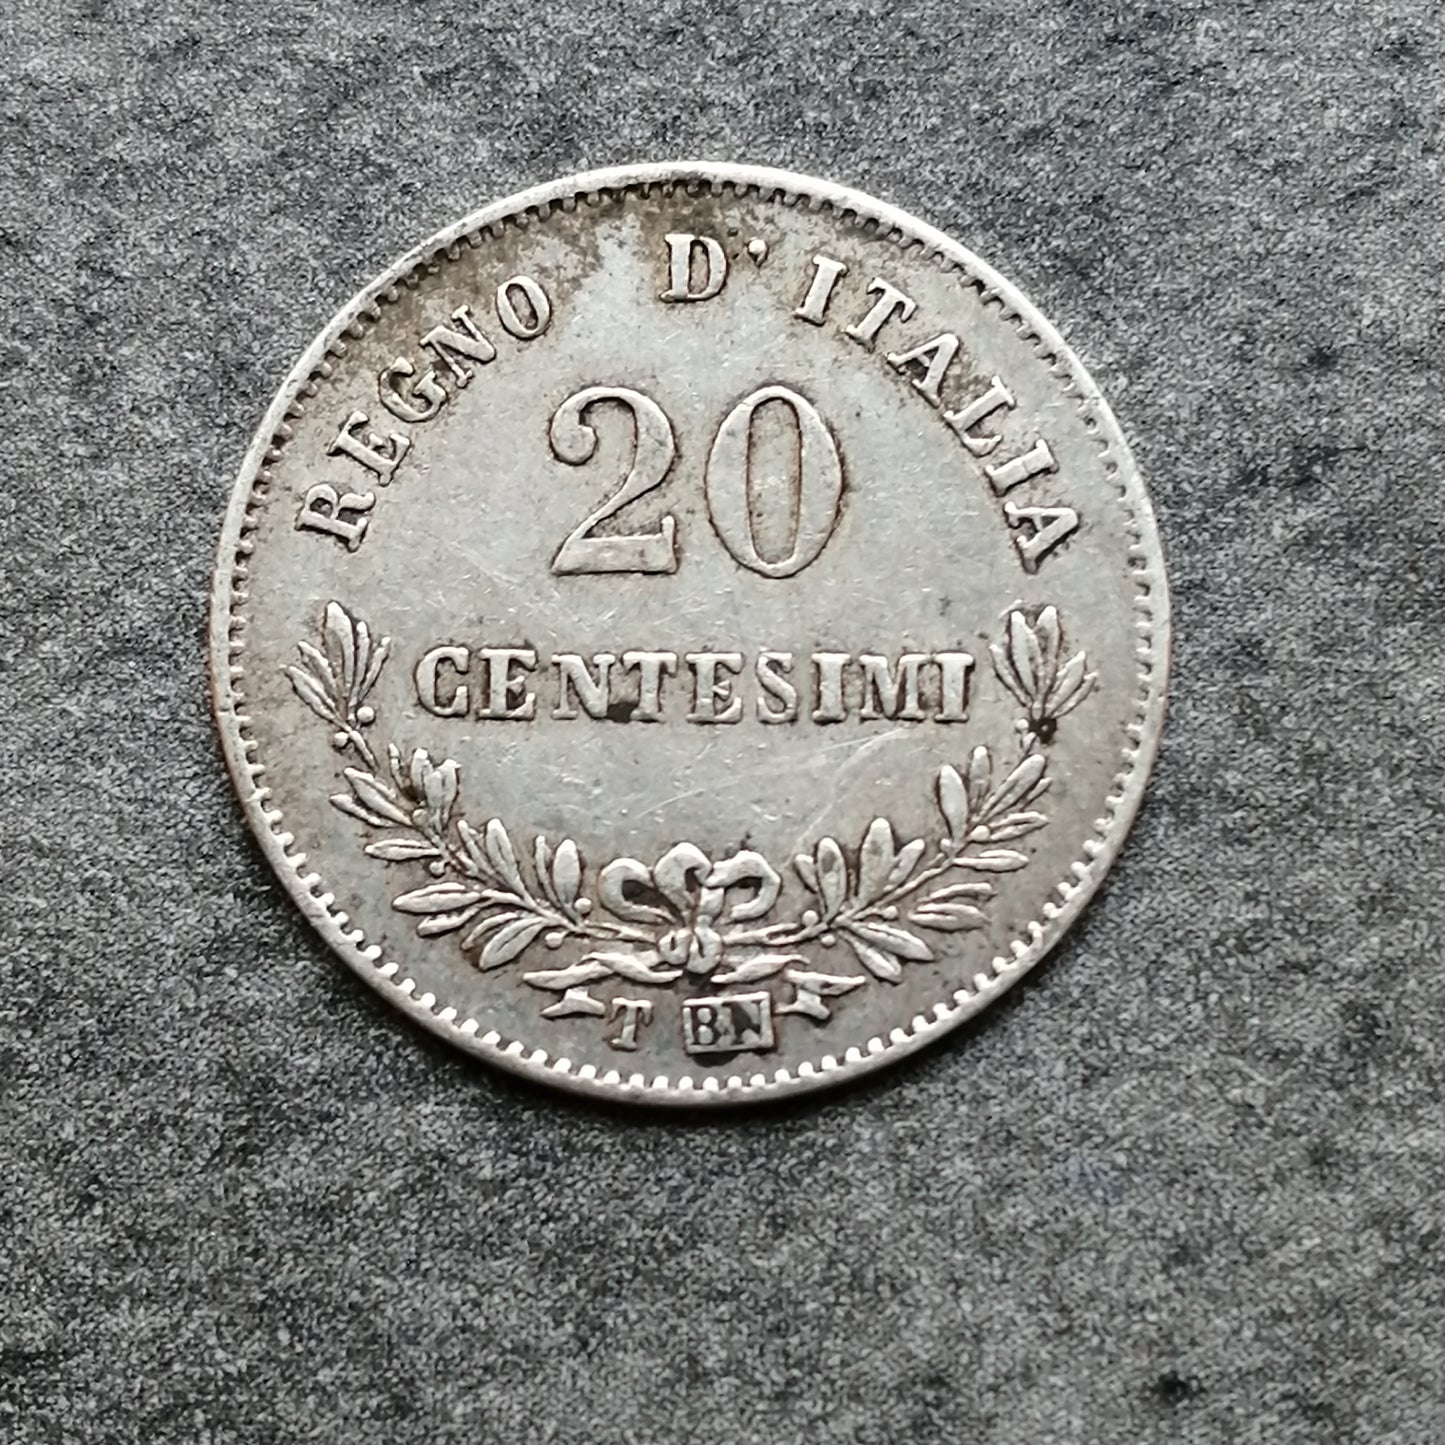 REGNO D'ITALIA
20
CENTESIMI
T BN